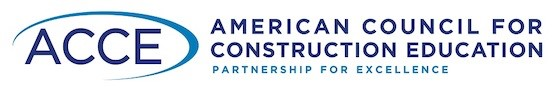 ACCE
AMERICAN COUNCIL FOR
CONSTRUCTION EDUCATION
PARTNERSHIP FOR EXCELLENCE